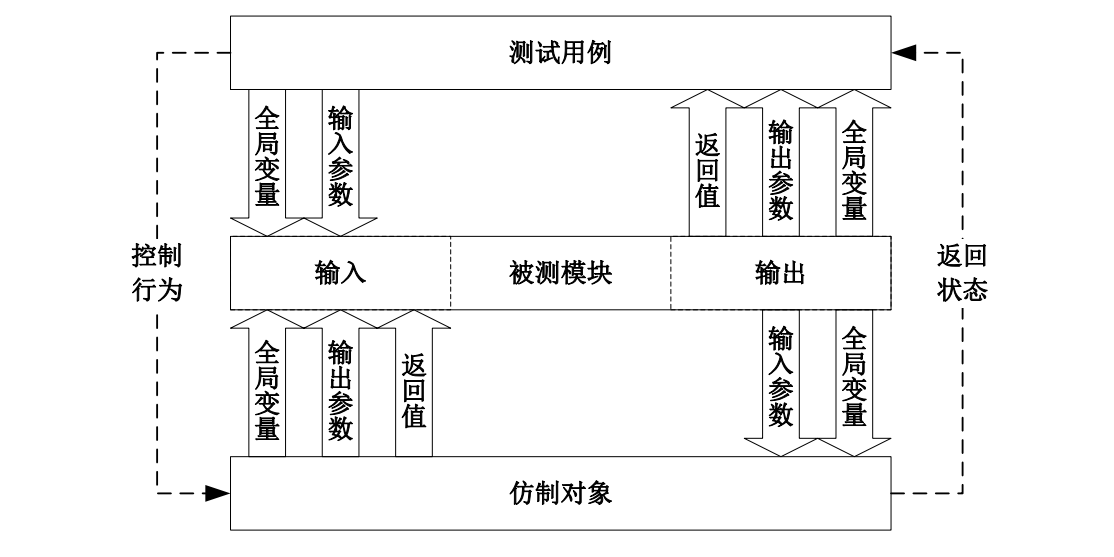 测试用例
全局变量
输入参数
返回值
输出参数
全局变量
控制
行为
输入
被测模块
输出
返回
状态
全局变量
输出参数
返回值
输入参数
全局变量
仿制对象